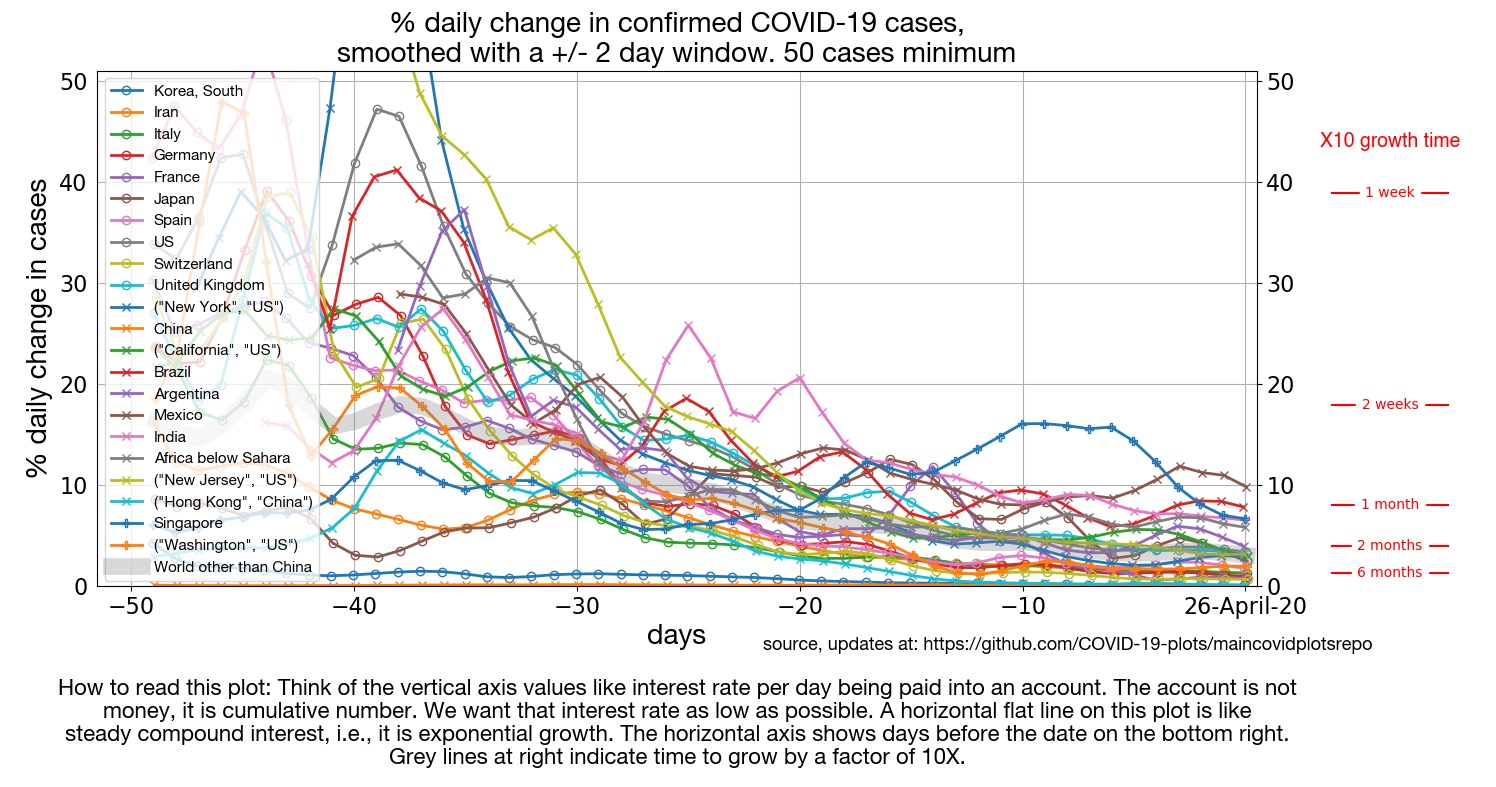 % daily change in confirmed COVID-19 cases,
smoothed with a +/- 2 day window. 50 cases minimum
% daily change in cases
50
40
30
20
10
0
Korea, South
Iran
Italy
Germany
France
Japan
Spain
US
Switzerland
United Kingdom
("New York", "US")
China
("California", "US")
Brazil
Argentina
Mexico
India
Africa below Sahara
("New Jersey", "US")
("Hong Kong", "China")
Singapore
("Washington", "US")
World other than China
50
40
30
20
10
0
X10 growth time
1 week
2 weeks
1 month
2 months
6 months
−50 −40 −30 −20 −10 26-April-20
days
source, updates at: https://github.com/COVID-19-plots/maincovidplotsrepo
How to read this plot: Think of the vertical axis values like interest rate per day being paid into an account. The account is not
money, it is cumulative number. We want that interest rate as low as possible. A horizontal flat line on this plot is like
steady compound interest, i.e., it is exponential growth. The horizontal axis shows days before the date on the bottom right.
Grey lines at right indicate time to grow by a factor of 10X.